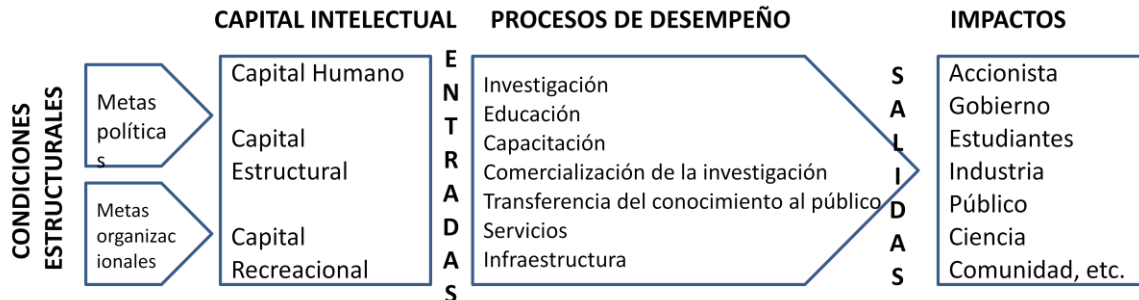 CAPITAL INTELECTUAL
PROCESOS DE DESEMPEÑO
IMPACTOS
CONDICIONES
ESTRUCTURALES
Metas
política
s
Metas
organizac
ionales
Capital Humano
Capital
Estructural
Capital
Recreacional
ENTRADAS
Investigación
Educación
Capacitación
Comercialización de la investigación
Transferencia del conocimiento al público
Servicios
Infraestructura
SALIDAS
Accionista
Gobierno
Estudiantes
Industria
Público
Ciencia
Comunidad, etc.